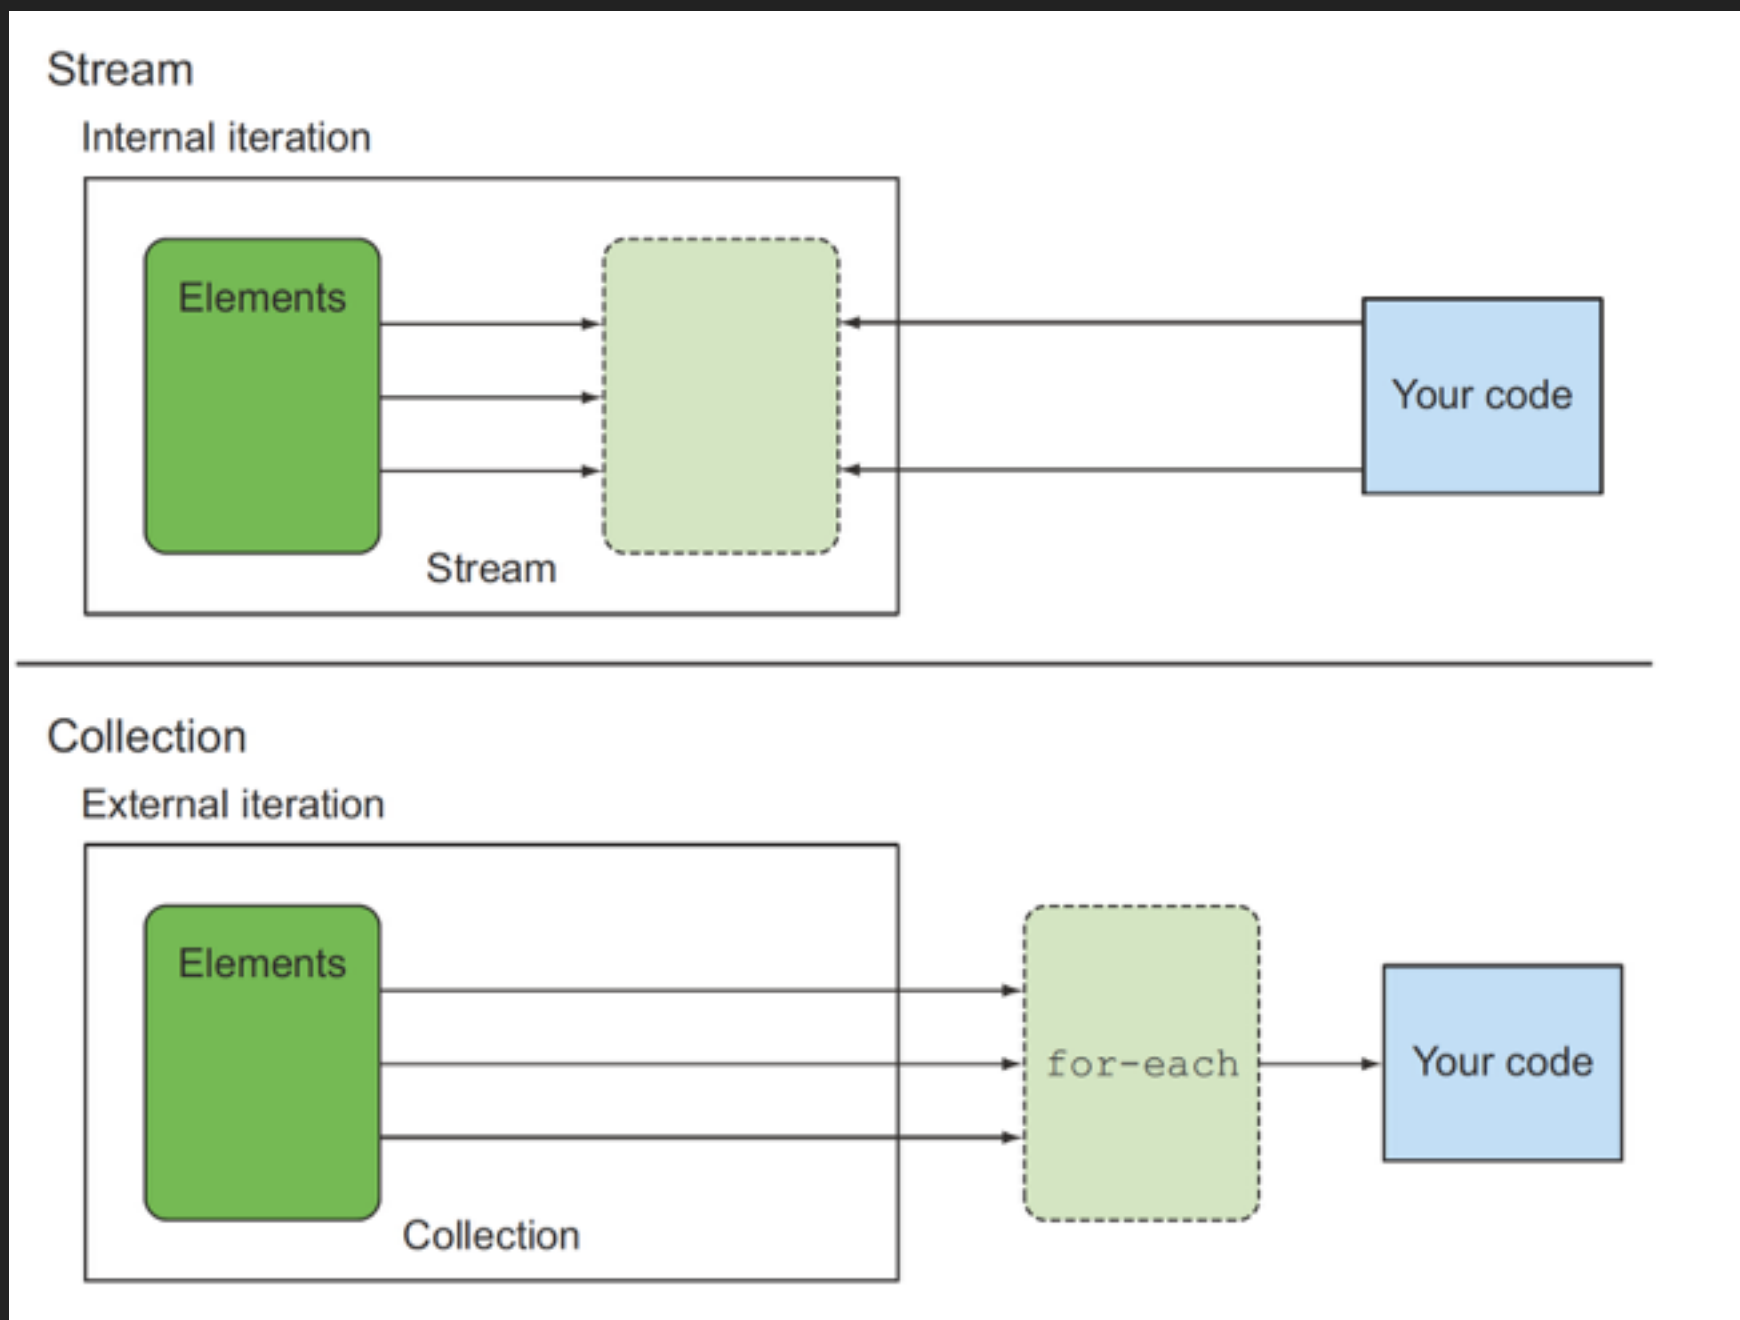 Stream
Internal iteration
Elements
Your code
Stream
Collection
External iteration
Elements
for-each
Your code
Collection